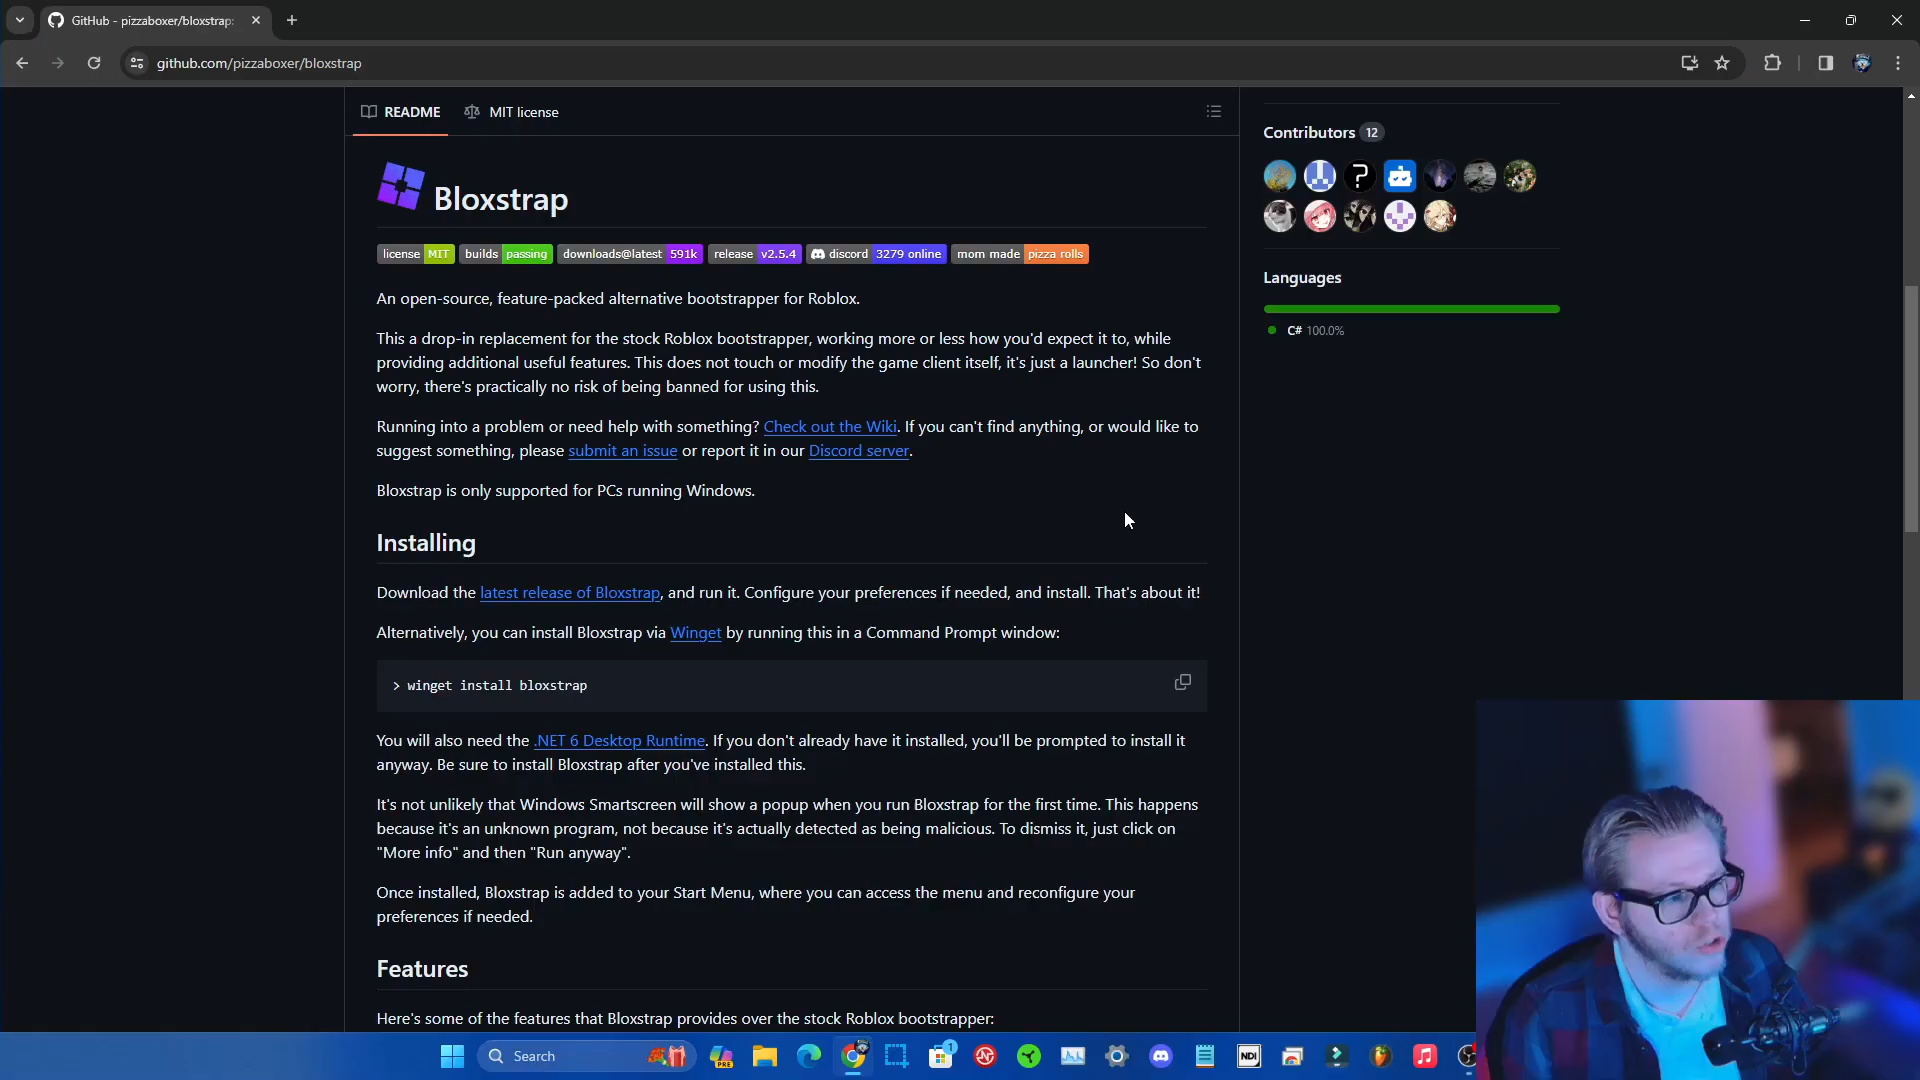 GitHub - pizzaboxer/bloxstrap:
github.com/pizzaboxer/bloxstrap
README
MIT license
Bloxstrap
license MIT builds passing downloads@latest 591k release v2.5.4 discord 3279 online mom made pizza rolls
An open-source, feature-packed alternative bootstrapper for Roblox.
This a drop-in replacement for the stock Roblox bootstrapper, working more or less how you'd expect it to, while
providing additional useful features. This does not touch or modify the game client itself, it's just a launcher! So don't
worry, there's practically no risk of being banned for using this.
Running into a problem or need help with something? Check out the Wiki. If you can't find anything, or would like to
suggest something, please submit an issue or report it in our Discord server.
Bloxstrap is only supported for PCs running Windows.
Installing
Download the latest release of Bloxstrap, and run it. Configure your preferences if needed, and install. That's about it!
Alternatively, you can install Bloxstrap via Winget by running this in a Command Prompt window:
> winget install bloxstrap
You will also need the .NET 6 Desktop Runtime. If you don't already have it installed, you'll be prompted to install it
anyway. Be sure to install Bloxstrap after you've installed this.
It's not unlikely that Windows Smartscreen will show a popup when you run Bloxstrap for the first time. This happens
because it's an unknown program, not because it's actually detected as being malicious. To dismiss it, just click on
"More info" and then "Run anyway".
Once installed, Bloxstrap is added to your Start Menu, where you can access the menu and reconfigure your
preferences if needed.
Features
Here's some of the features that Bloxstrap provides over the stock Roblox bootstrapper:
Contributors 12
Languages
C# 100.0%
Search
PRE
1
NDI